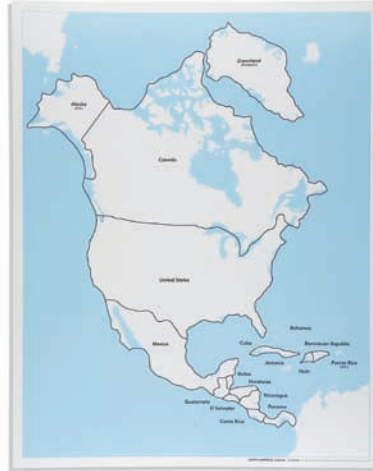 Greenland
Alaska
Canada
United States
Mexico
Bahamas
Cuba
Dominican Republic
Jamaica
Haiti
Puerto Rico
Belize
Honduras
Guatemala
Nicaragua
El Salvador
Panama
Costa Rica